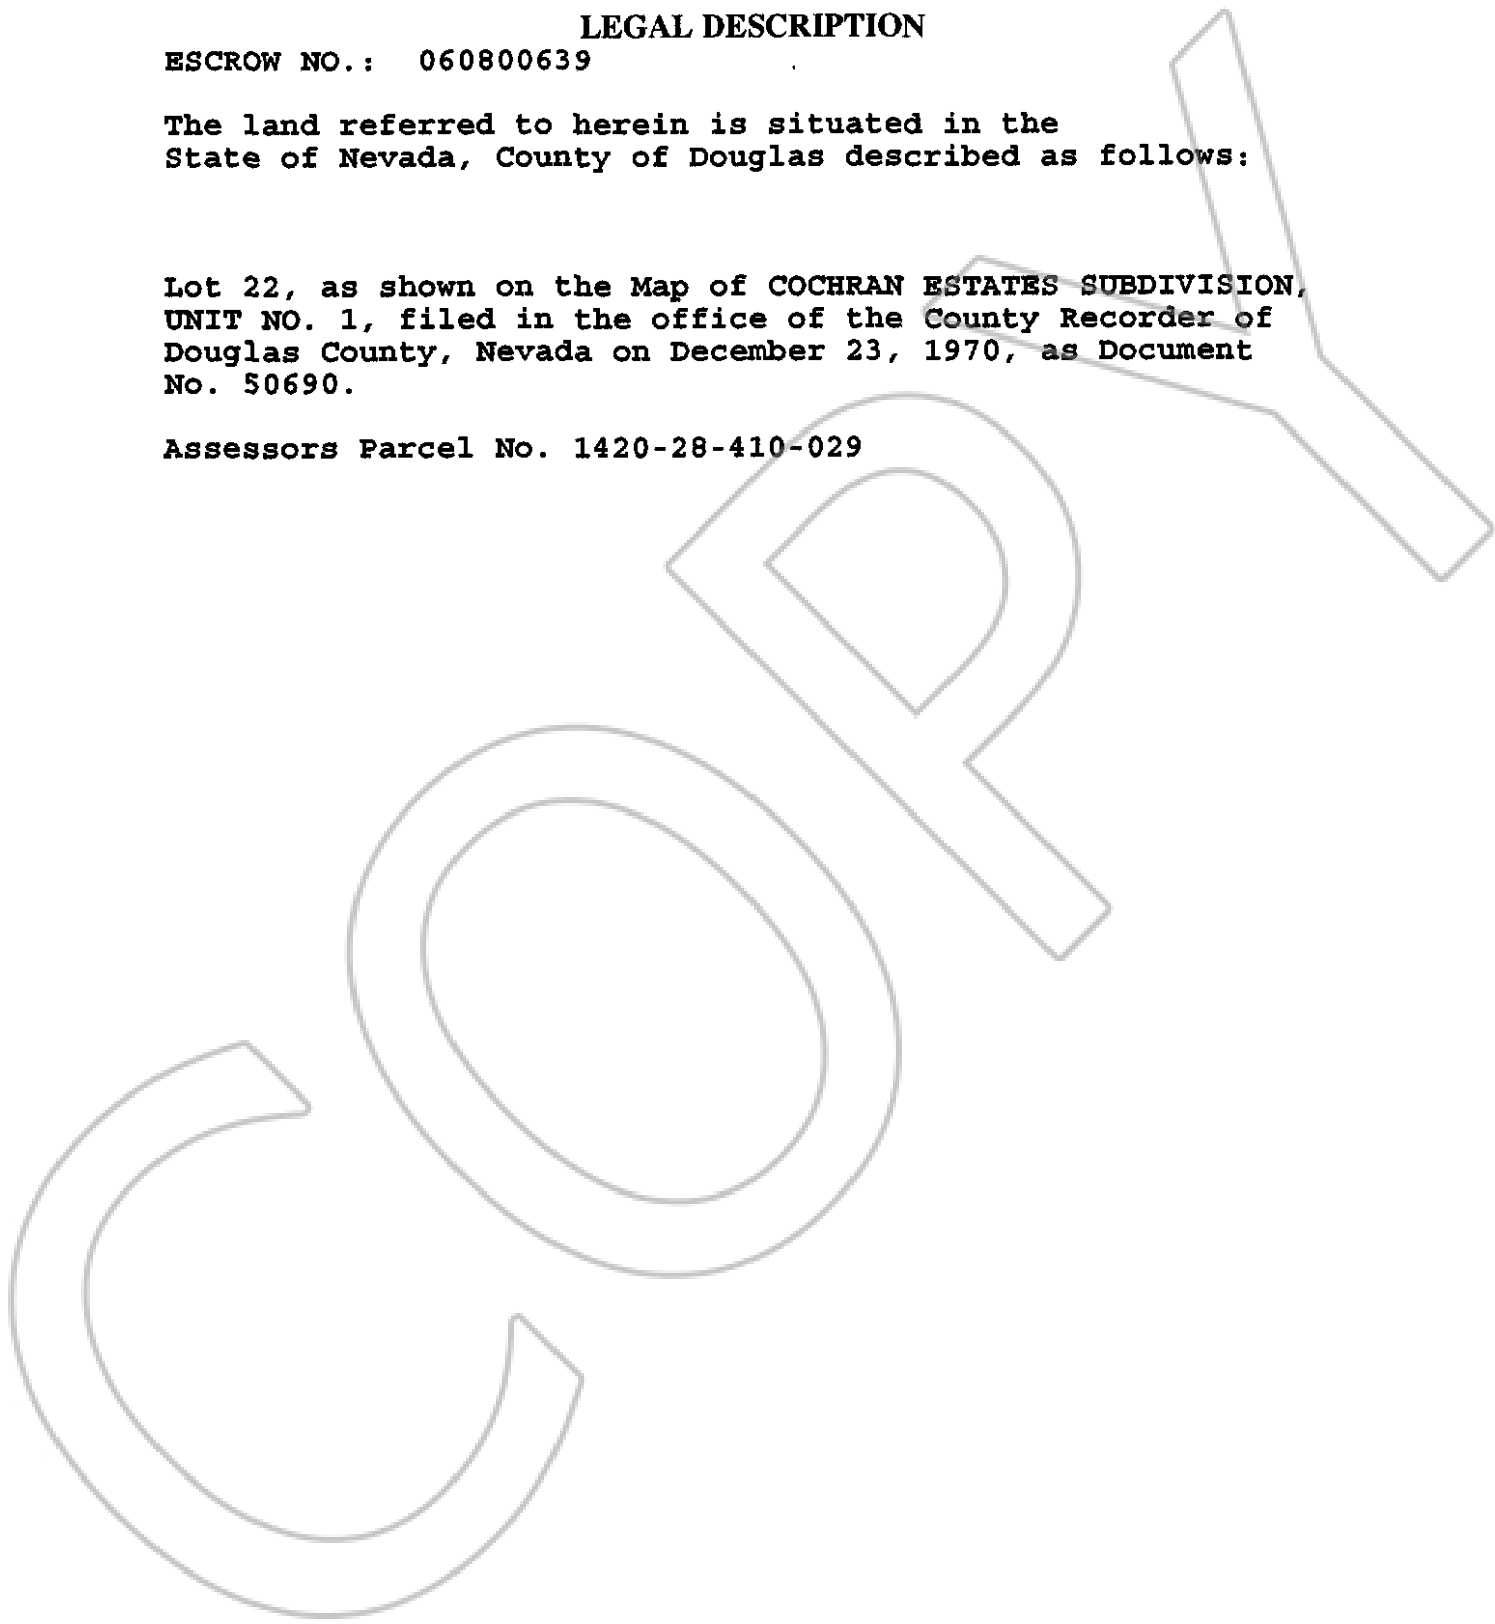 LEGAL DESCRIPTION
ESCROW NO.: 060800639
The land referred to herein is situated in the
State of Nevada, County of Douglas described as follows:
Lot 22, as shown on the Map of COCHRAN ESTATES SUBDIVISION,
UNIT NO. 1, filed in the office of the County Recorder of
Douglas County, Nevada on December 23, 1970, as Document
No. 50690.
Assessors Parcel No. 1420-28-410-029
COPY